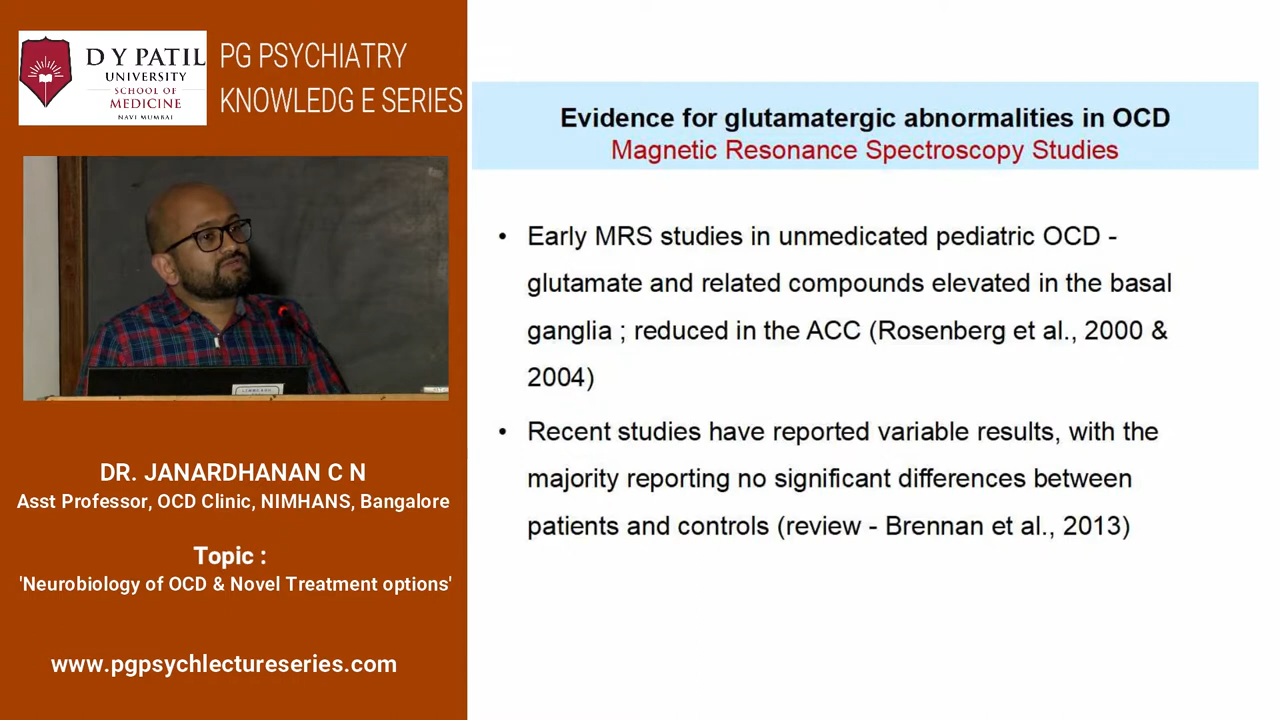 D Y PATIL
UNIVERSITY
SCHOOL OF
MEDICINE
NAVI MUMBAI
PG PSYCHIATRY
KNOWLEDG E SERIES
DR. JANARDHANAN C N
Asst Professor, OCD Clinic, NIMHANS, Bangalore
Topic :
'Neurobiology of OCD & Novel Treatment options'
www.pgpsychlectureseries.com
Evidence for glutamatergic abnormalities in OCD
Magnetic Resonance Spectroscopy Studies
• Early MRS studies in unmedicated pediatric OCD -
glutamate and related compounds elevated in the basal
ganglia ; reduced in the ACC (Rosenberg et al., 2000 &
2004)
• Recent studies have reported variable results, with the
majority reporting no significant differences between
patients and controls (review - Brennan et al., 2013)